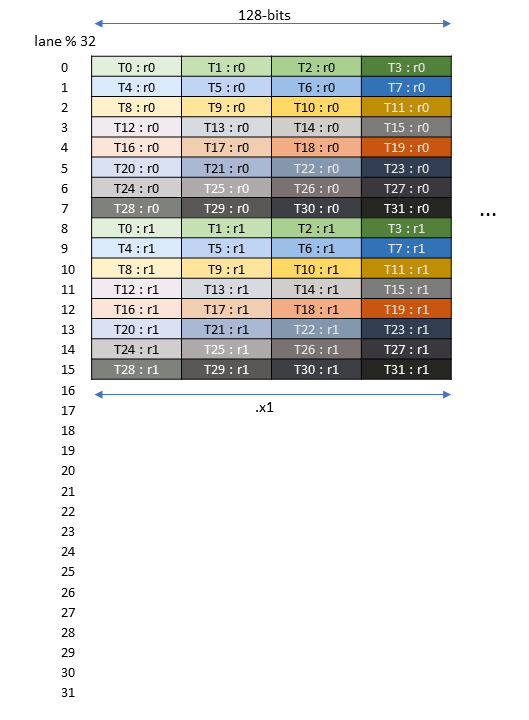 128-bits
lane % 32
0 T0 : r0 T1 : r0 T2 : r0 T3 : r0
1 T4 : r0 T5 : r0 T6 : r0 T7 : r0
2 T8 : r0 T9 : r0 T10 : r0 T11 : r0
3 T12 : r0 T13 : r0 T14 : r0 T15 : r0
4 T16 : r0 T17 : r0 T18 : r0 T19 : r0
5 T20 : r0 T21 : r0 T22 : r0 T23 : r0
6 T24 : r0 T25 : r0 T26 : r0 T27 : r0
7 T28 : r0 T29 : r0 T30 : r0 T31 : r0 ...
8 T0 : r1 T1 : r1 T2 : r1 T3 : r1
9 T4 : r1 T5 : r1 T6 : r1 T7 : r1
10 T8 : r1 T9 : r1 T10 : r1 T11 : r1
11 T12 : r1 T13 : r1 T14 : r1 T15 : r1
12 T16 : r1 T17 : r1 T18 : r1 T19 : r1
13 T20 : r1 T21 : r1 T22 : r1 T23 : r1
14 T24 : r1 T25 : r1 T26 : r1 T27 : r1
15 T28 : r1 T29 : r1 T30 : r1 T31 : r1
16
.x1
17
18
19
20
21
22
23
24
25
26
27
28
29
30
31